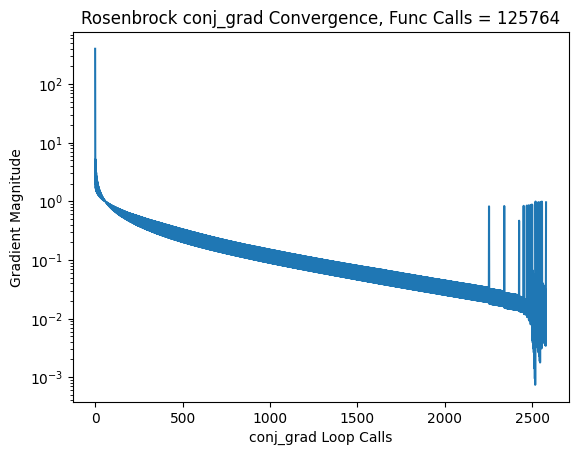 Rosenbrock conj_grad Convergence, Func Calls = 125764
Gradient Magnitude
10²
10¹
10⁰
10⁻¹
10⁻²
10⁻³
0 500 1000 1500 2000 2500
conj_grad Loop Calls